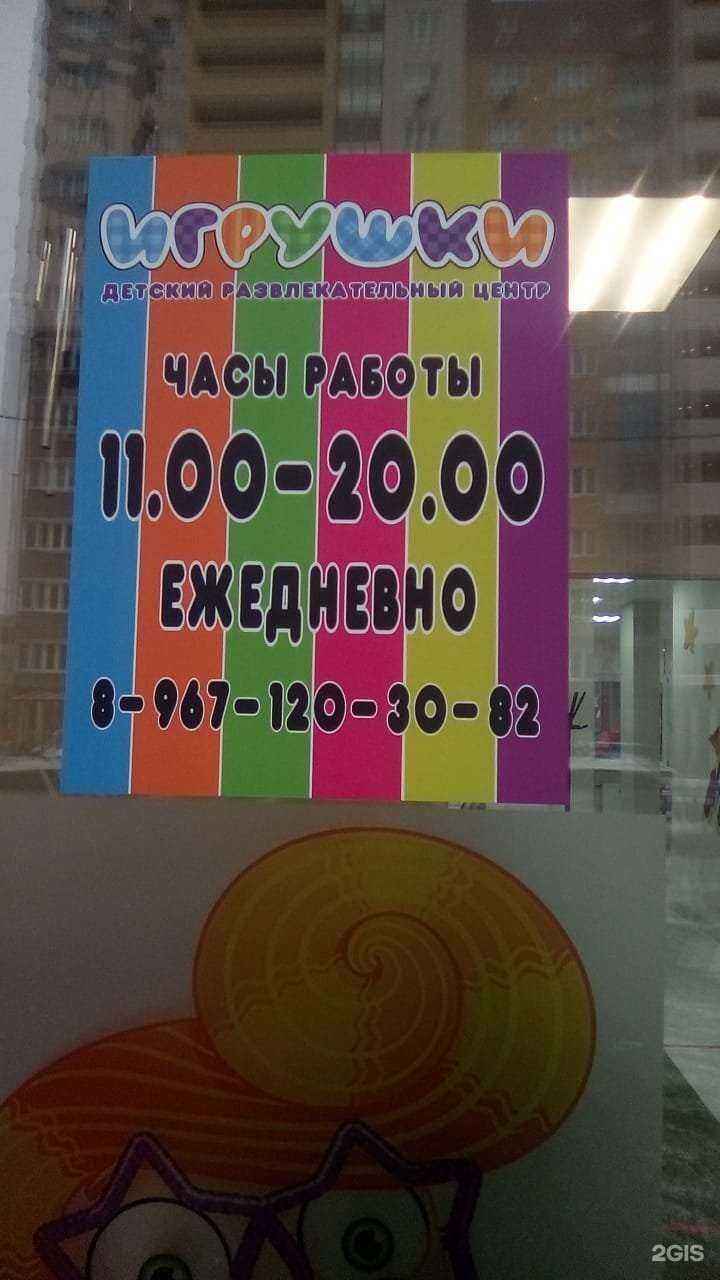 ИГРУШКИ
ДЕТСКИЙ РАЗВЛЕКАТЕЛЬНЫЙ ЦЕНТР
ЧАСЫ РАБОТЫ
11.00-20.00
ЕЖЕДНЕВНО
8-967-120-30-82
2GIS